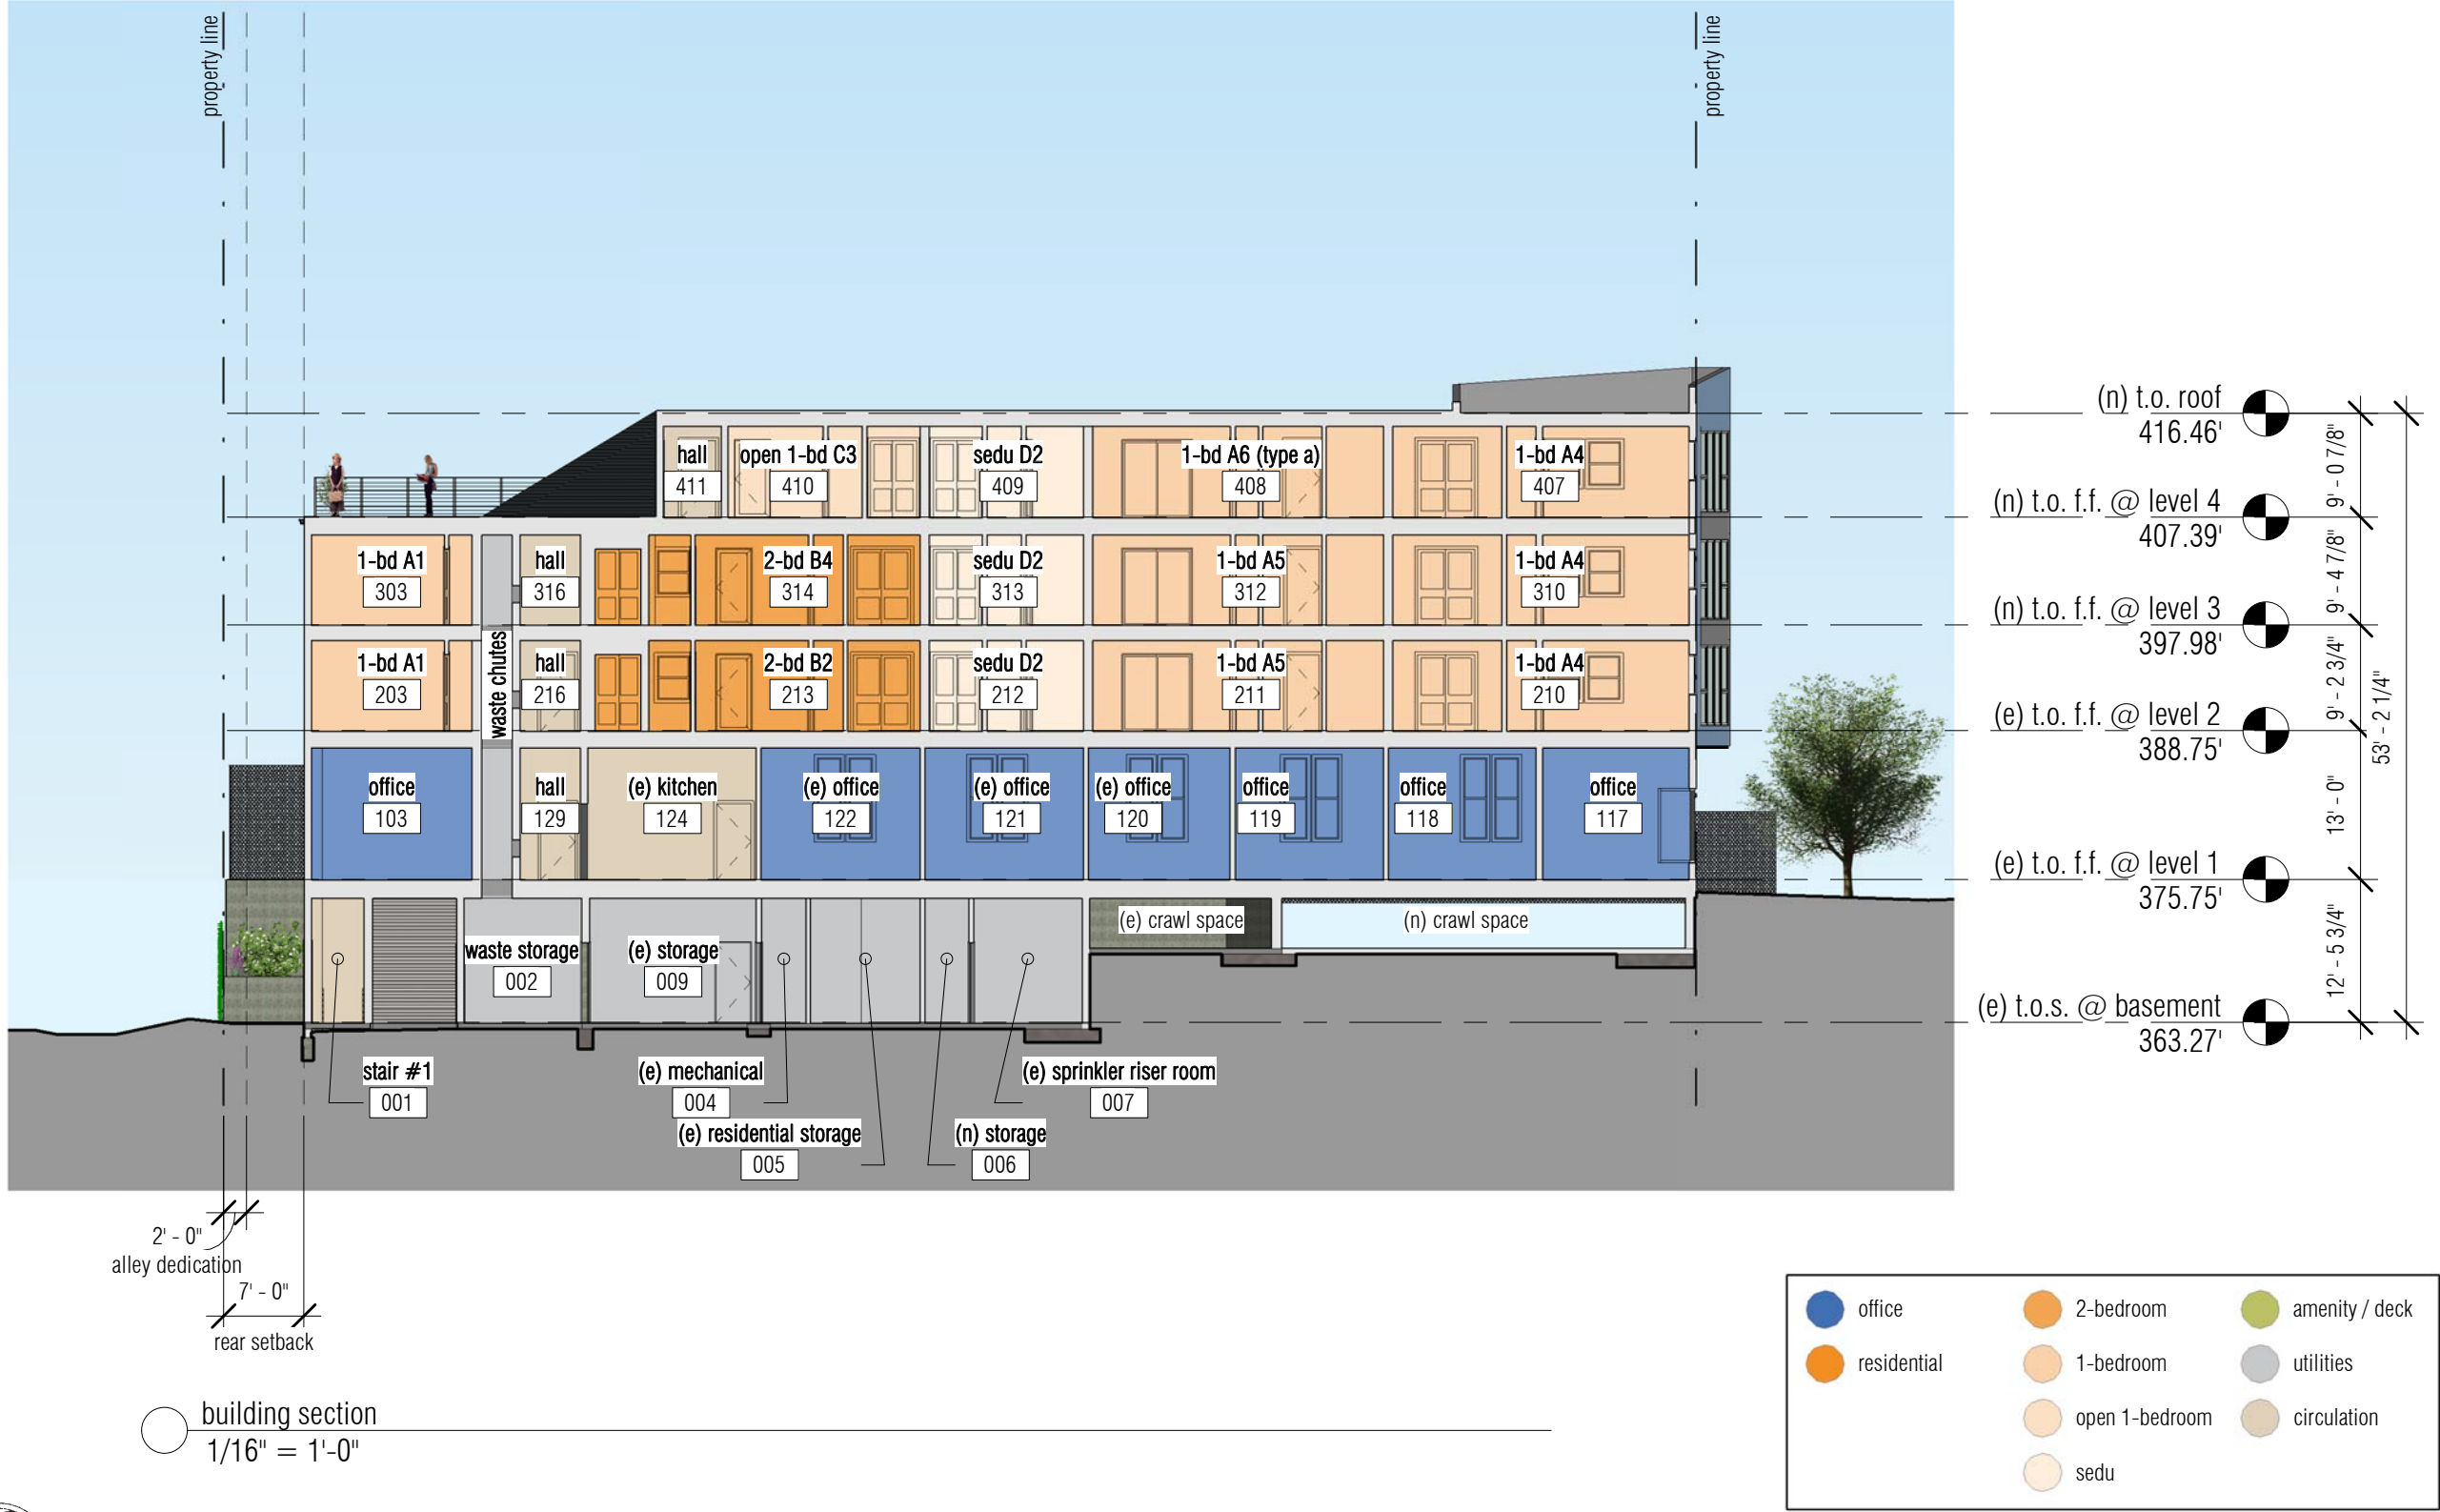 property line
property line
(n) t.o. roof
416.46'
9' - 0 7/8"
hall
411
open 1-bd C3
410
sedu D2
409
1-bd A6 (type a)
408
1-bd A4
407
(n) t.o. f.f. @ level 4
407.39'
9' - 4 7/8"
1-bd A1
303
hall
316
2-bd B4
314
sedu D2
313
1-bd A5
312
1-bd A4
310
(n) t.o. f.f. @ level 3
397.98'
9' - 2 3/4"
53' - 2 1/4"
waste chutes
1-bd A1
203
hall
216
2-bd B2
213
sedu D2
212
1-bd A5
211
1-bd A4
210
(e) t.o. f.f. @ level 2
388.75'
13' - 0"
office
103
hall
129
(e) kitchen
124
(e) office
122
(e) office
121
(e) office
120
office
119
office
118
office
117
(e) t.o. f.f. @ level 1
375.75'
12' - 5 3/4"
(e) crawl space
(n) crawl space
waste storage
002
(e) storage
009
(e) t.o.s. @ basement
363.27'
stair #1
001
(e) mechanical
004
(e) sprinkler riser room
007
(e) residential storage
005
(n) storage
006
2' - 0"
alley dedication
7' - 0"
rear setback
building section
1/16" = 1'-0"
office
residential
2-bedroom
1-bedroom
open 1-bedroom
sedu
amenity / deck
utilities
circulation